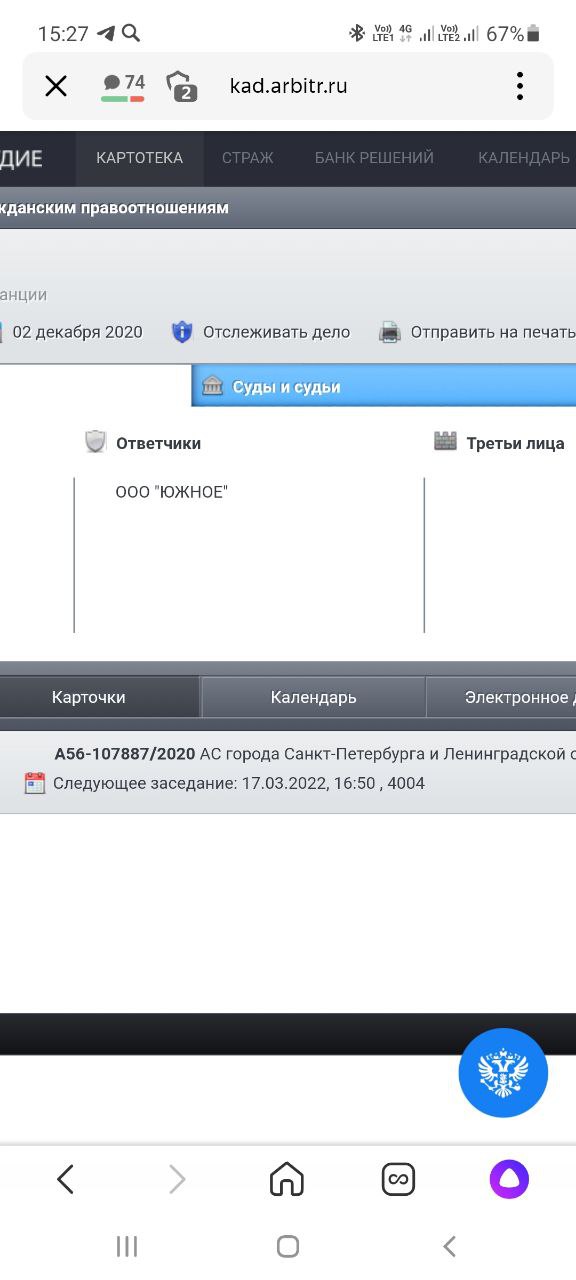 15:27
Vo)) 4G Vo))
LTE1 LTE2 67%
74 2 kad.arbitr.ru
ДИЕ КАРТОТЕКА СТРАЖ БАНК РЕШЕНИЙ КАЛЕНДАРЬ
жданским правоотношениям
анции
02 декабря 2020 Отслеживать дело Отправить на печать
Суды и судьи
Ответчики Третьи лица
ООО "ЮЖНОЕ"
Карточки Календарь Электронное
А56-107887/2020 АС города Санкт-Петербурга и Ленинградской о
Следующее заседание: 17.03.2022, 16:50 , 4004